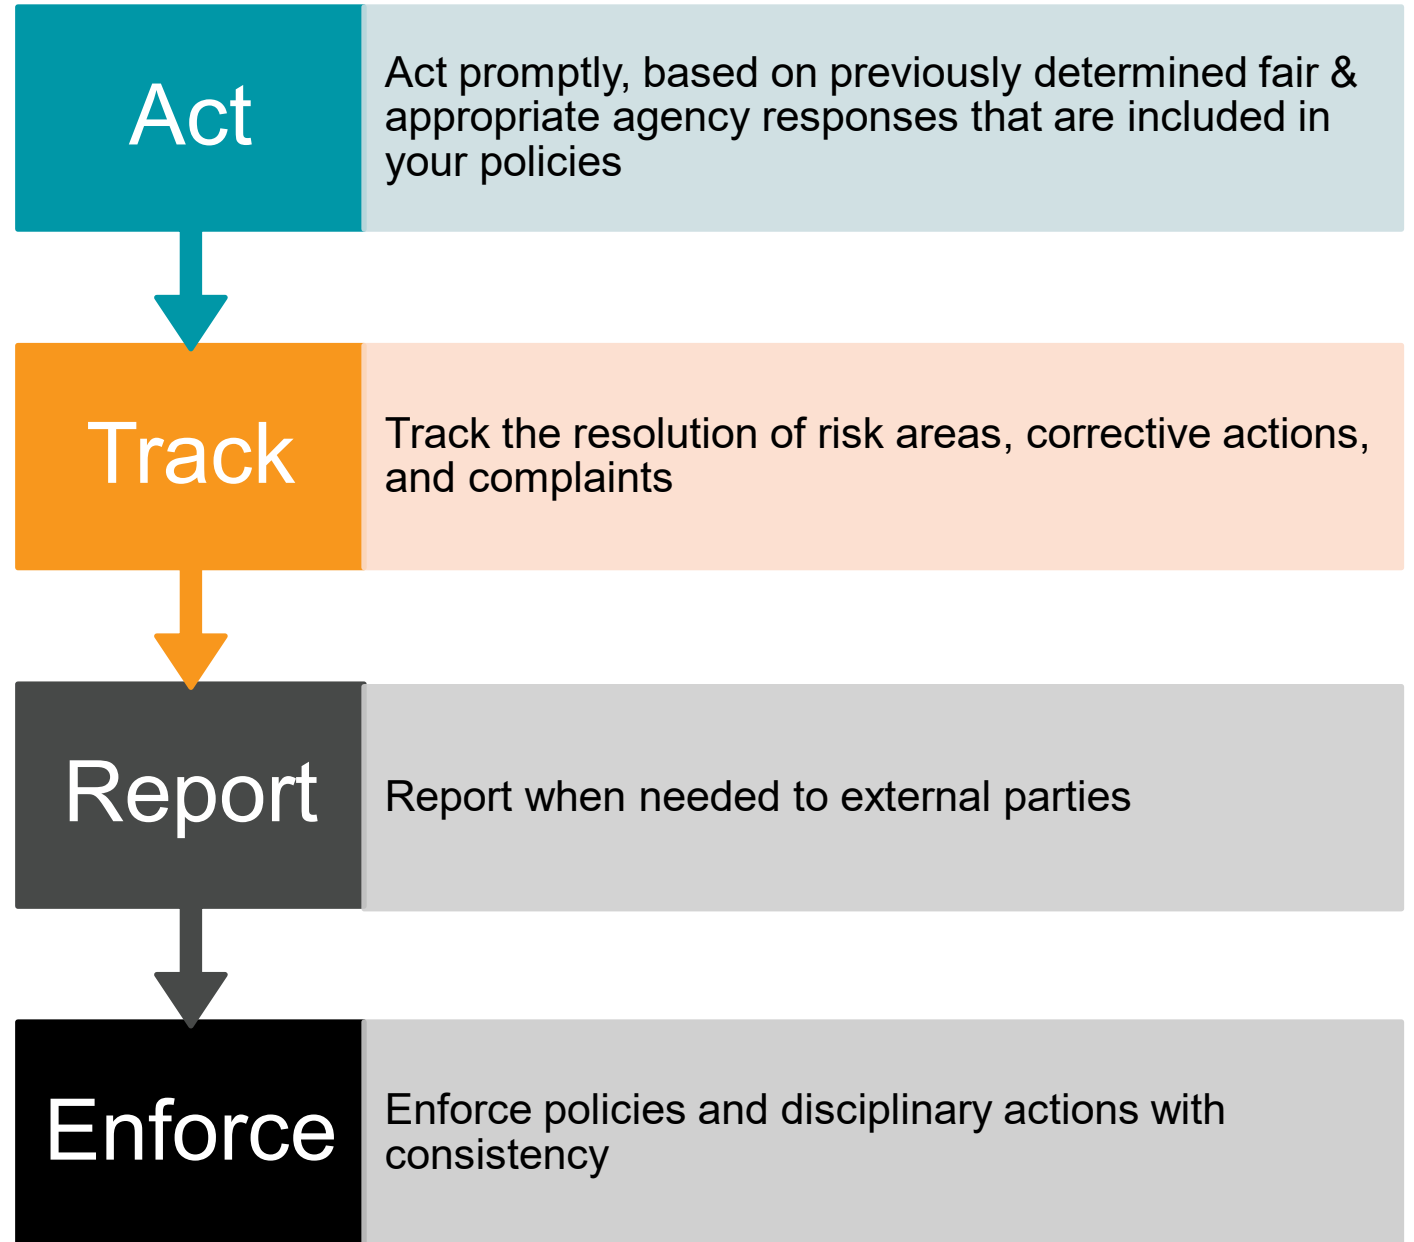 Act
Act promptly, based on previously determined fair &
appropriate agency responses that are included in
your policies
Track
Track the resolution of risk areas, corrective actions,
and complaints
Report
Report when needed to external parties
Enforce
Enforce policies and disciplinary actions with
consistency